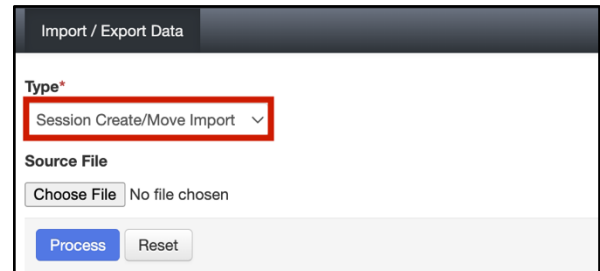 Import / Export Data
Type*
Session Create/Move Import
Source File
Choose File No file chosen
Process Reset